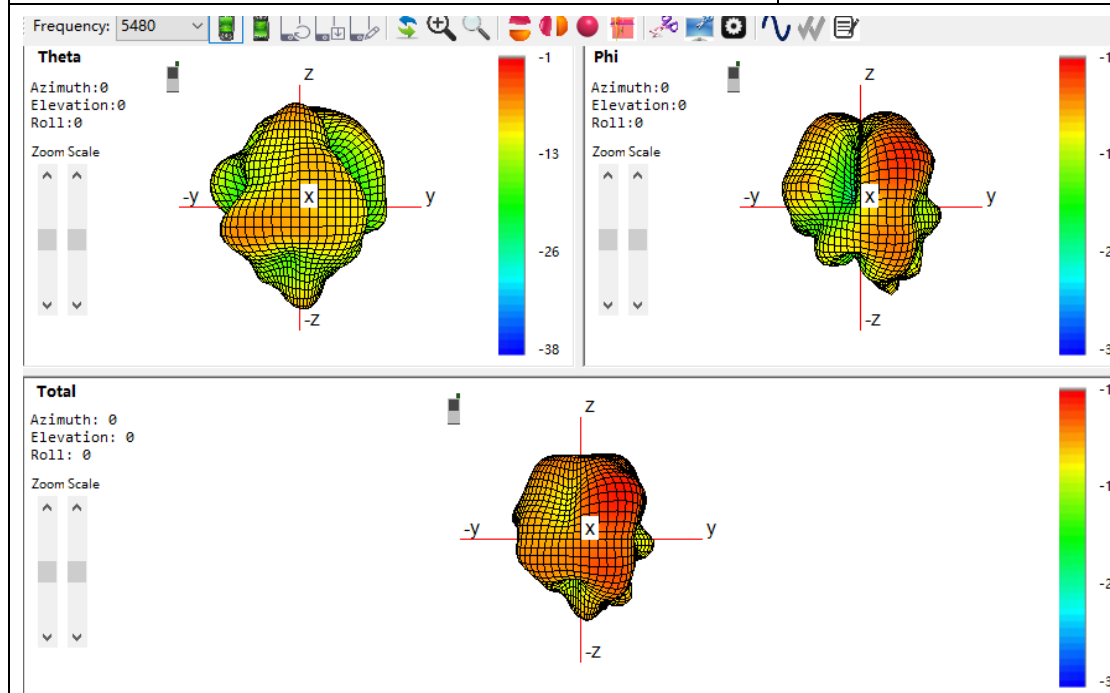 Frequency: 5480
Theta
Azimuth:0
Elevation:0
Roll:0
Zoom Scale
z
-y
x
y
-z
-1
-13
-26
-38
Phi
Azimuth:0
Elevation:0
Roll:0
Zoom Scale
z
-y
x
y
-z
Total
Azimuth: 0
Elevation: 0
Roll: 0
Zoom Scale
z
-y
x
y
-z